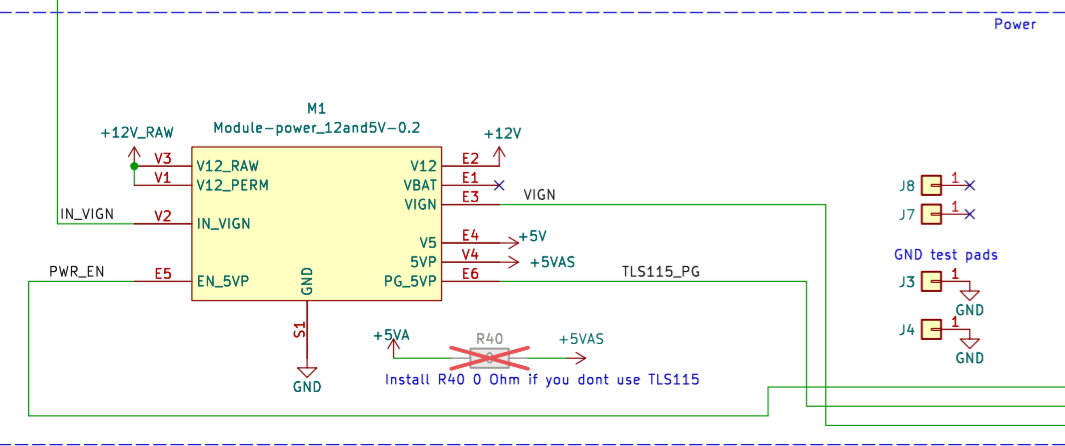 Power
M1
Module-power_12and5V-0.2
+12V_RAW
+12V
V3 V12_RAW V12 E2
V1 V12_PERM VBAT E1
VIGN E3 VIGN
IN_VIGN V2 IN_VIGN
V5 E4 +5V
5VP V4 +5VAS
PWR_EN E5 EN_5VP GND PG_5VP E6 TLS115_PG
S1
GND
+5VA R40 +5VAS
0
Install R40 0 Ohm if you dont use TLS115
J8 1
J7 1
GND test pads
J3 1
GND
J4 1
GND